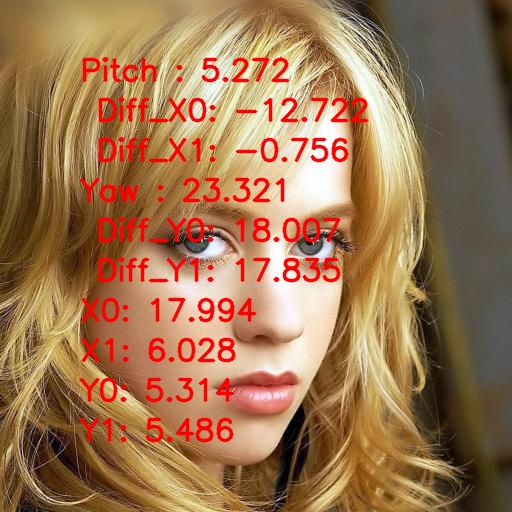 Pitch : 5.272
Diff_X0: -12.722
Diff_X1: -0.756
Yaw : 23.321
Diff_Y0: 18.007
Diff_Y1: 17.835
X0: 17.994
X1: 6.028
Y0: 5.314
Y1: 5.486